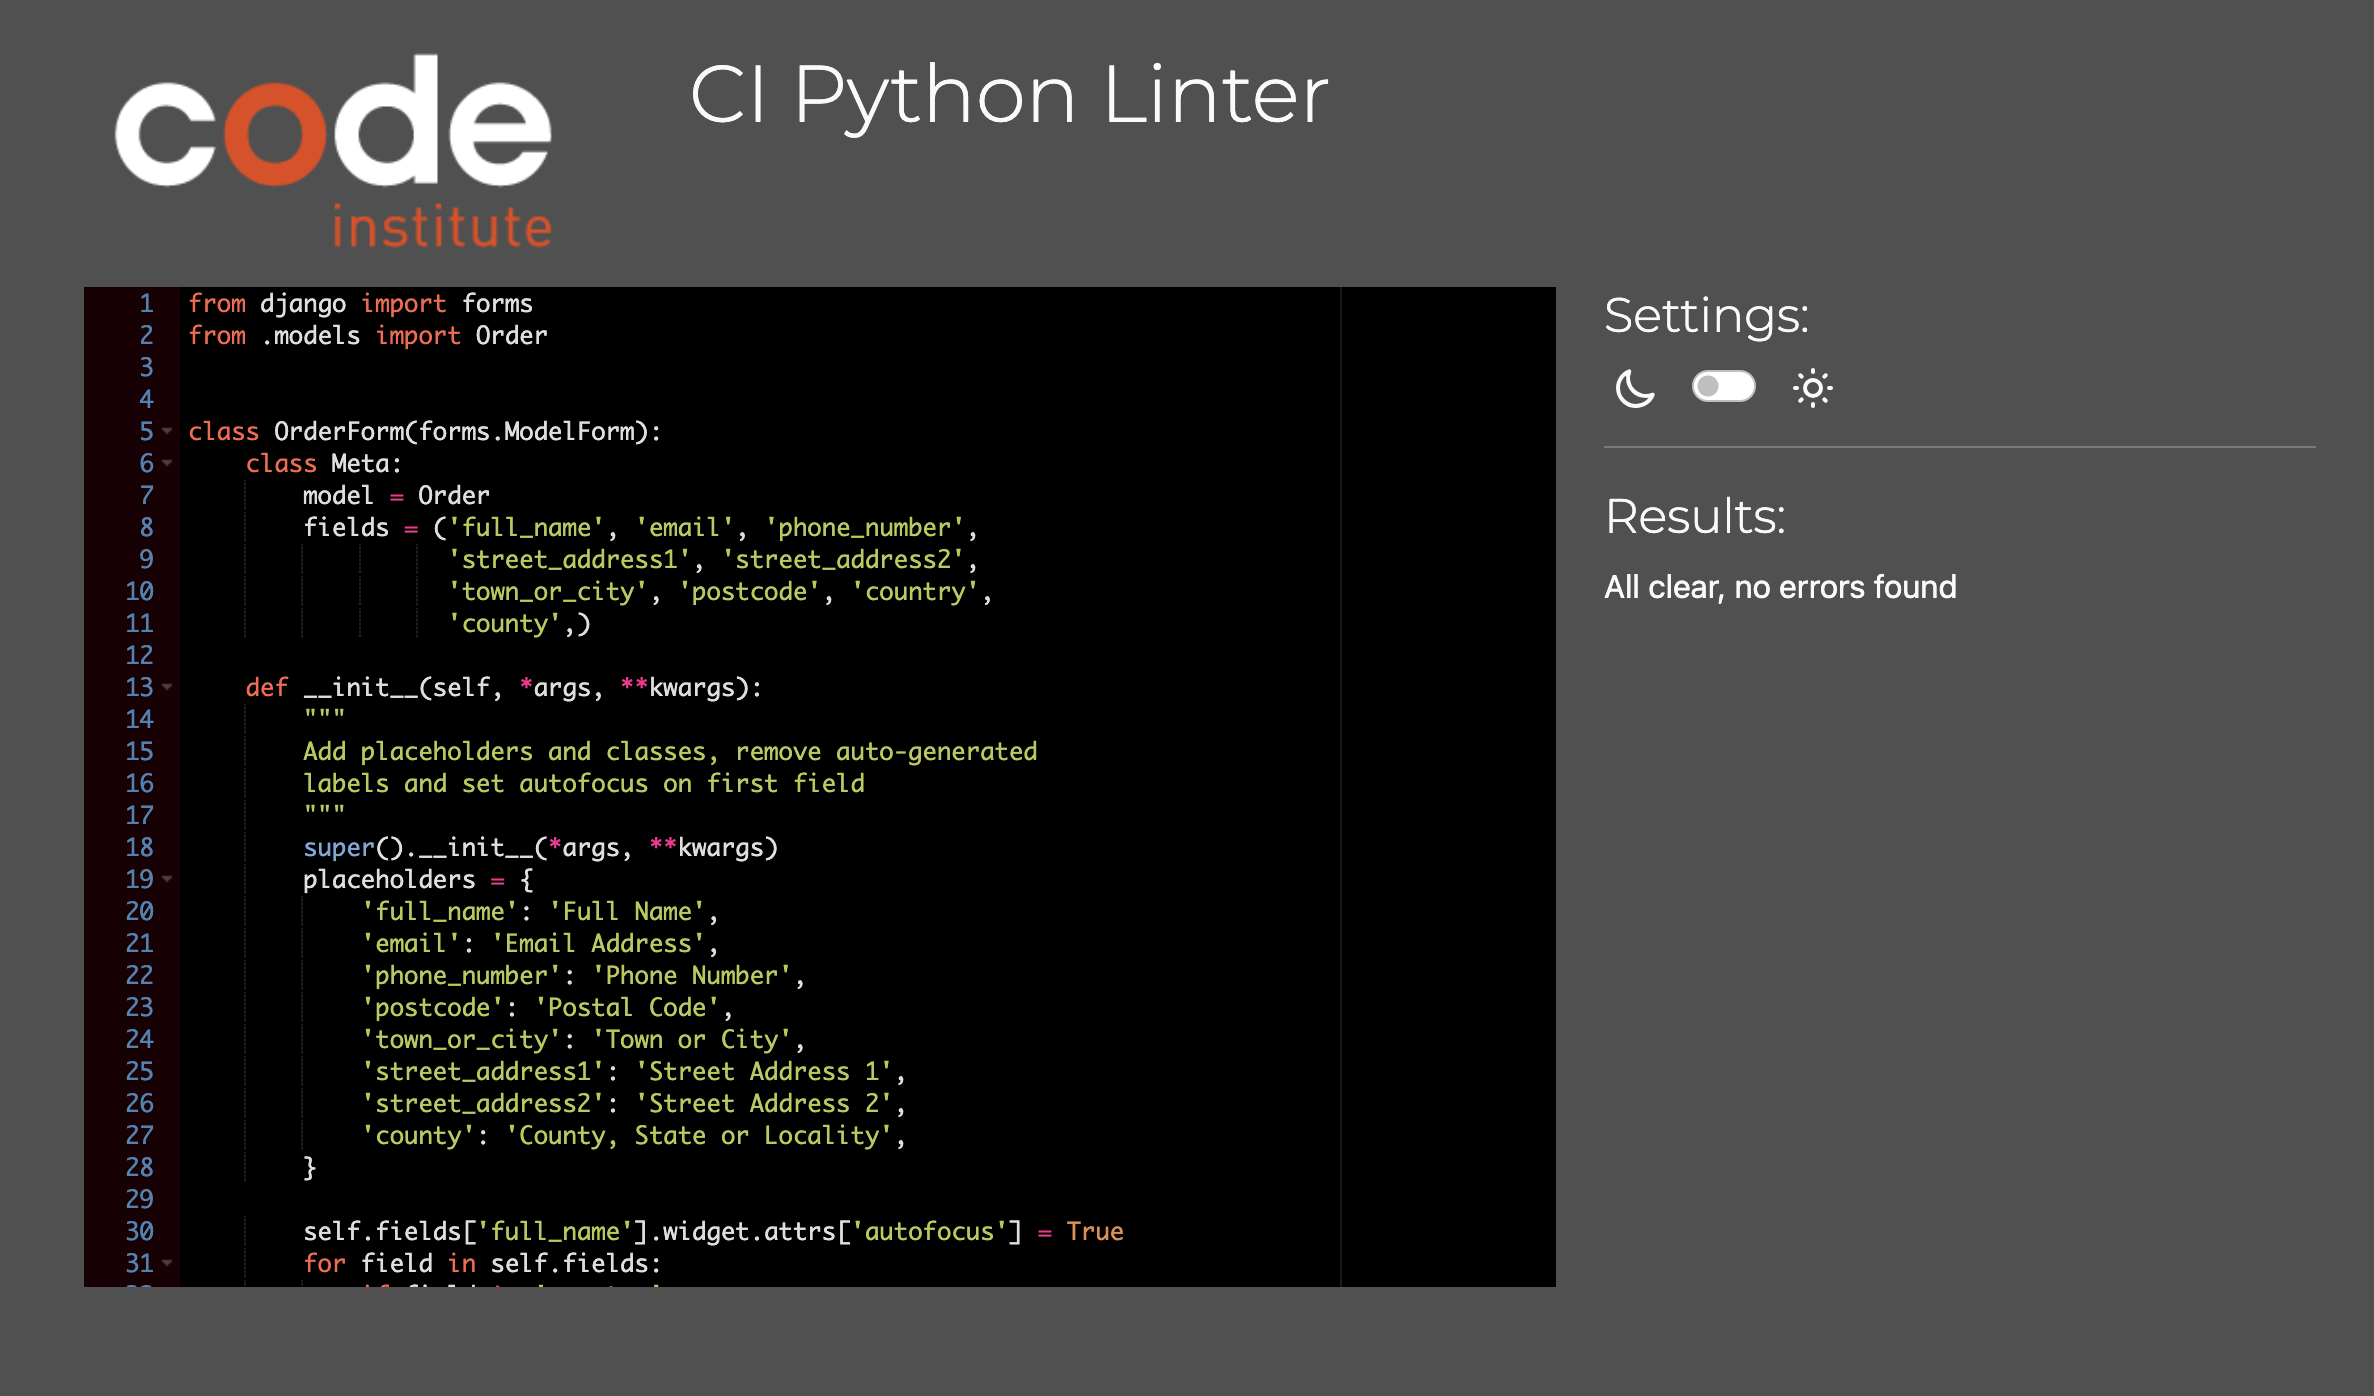 code
institute
CI Python Linter
1 from django import forms
2 from .models import Order
3
4
5 class OrderForm(forms.ModelForm):
6     class Meta:
7         model = Order
8         fields = ('full_name', 'email', 'phone_number',
9                   'street_address1', 'street_address2',
10                   'town_or_city', 'postcode', 'country',
11                   'county',)
12
13     def __init__(self, *args, **kwargs):
14         """
15         Add placeholders and classes, remove auto-generated
16         labels and set autofocus on first field
17         """
18         super().__init__(*args, **kwargs)
19         placeholders = {
20             'full_name': 'Full Name',
21             'email': 'Email Address',
22             'phone_number': 'Phone Number',
23             'postcode': 'Postal Code',
24             'town_or_city': 'Town or City',
25             'street_address1': 'Street Address 1',
26             'street_address2': 'Street Address 2',
27             'county': 'County, State or Locality',
28         }
29
30         self.fields['full_name'].widget.attrs['autofocus'] = True
31         for field in self.fields:
Settings:
Results:
All clear, no errors found